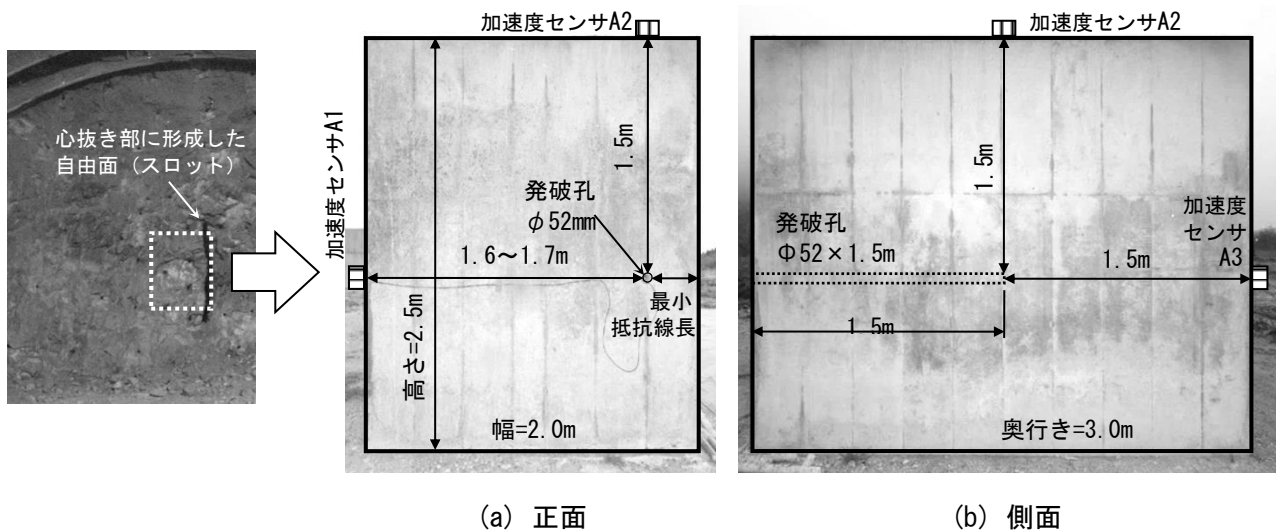 心抜き部に形成した
自由面（スロット）
加速度センサA1
加速度センサA2
1.5m
発破孔
φ52mm
1.6～1.7m
最小
抵抗線長
高さ=2.5m
幅=2.0m
(a) 正面
加速度センサA2
1.5m
発破孔
Φ52×1.5m
加速度
センサ
A3
1.5m
1.5m
奥行き=3.0m
(b) 側面